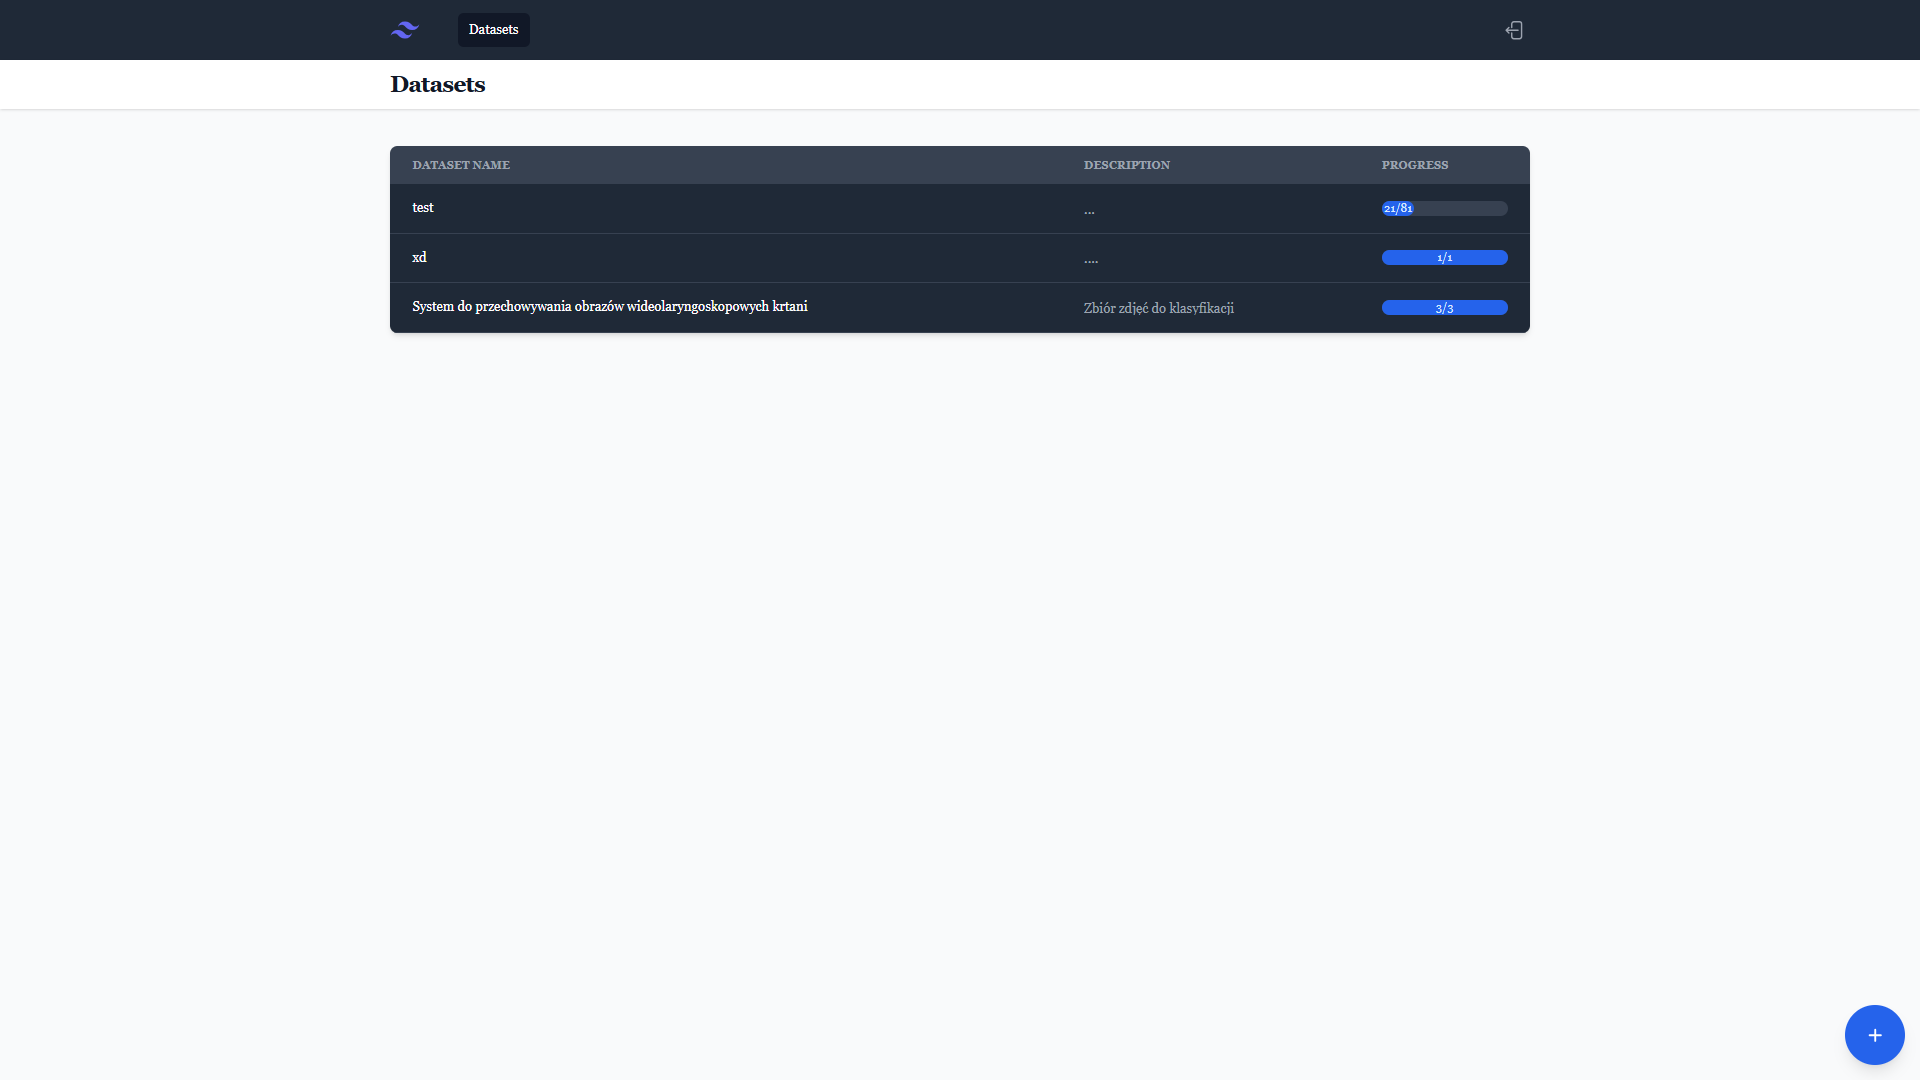 Datasets
Datasets
DATASET NAME DESCRIPTION PROGRESS
test ... 21/81
xd .... 1/1
System do przechowywania obrazów wideolaryngoskopowych krtani Zbiór zdjęć do klasyfikacji 3/3
+